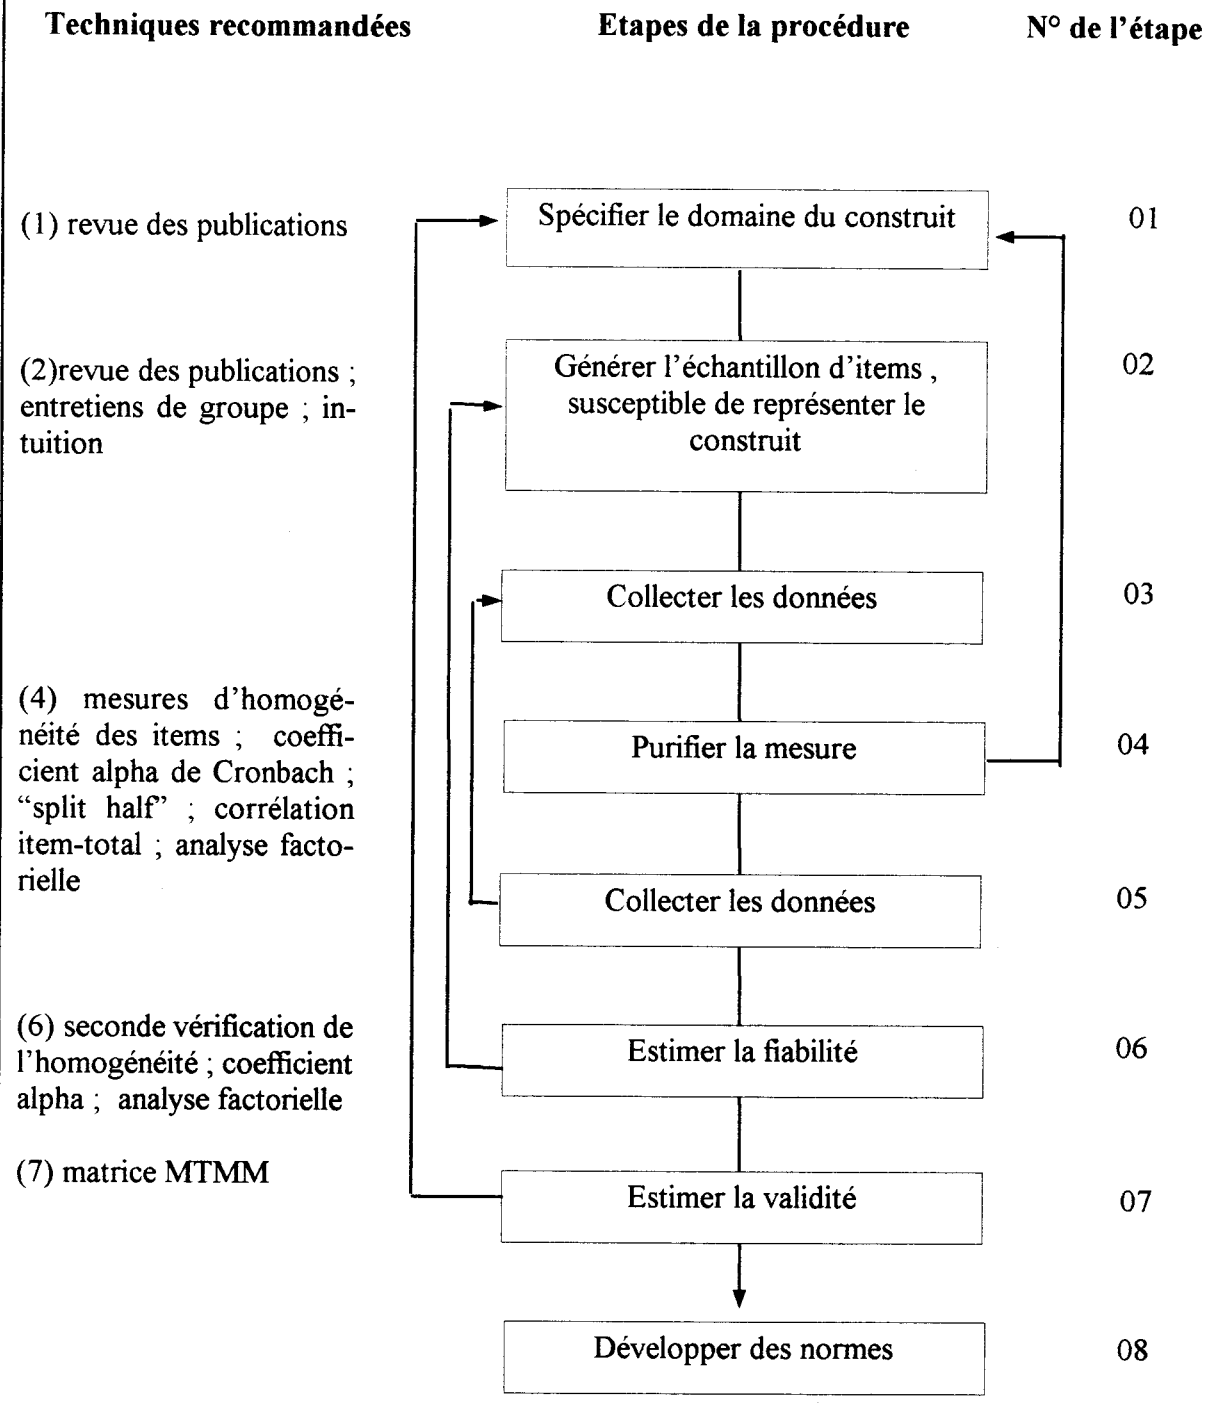 Techniques recommandées Etapes de la procédure N° de l'étape
(1) revue des publications
Spécifier le domaine du construit
01
(2)revue des publications ;
entretiens de groupe ; in-
tuition
Générer l'échantillon d'items ,
susceptible de représenter le
construit
02
Collecter les données
03
(4) mesures d'homogé-
néité des items ; coeffi-
cient alpha de Cronbach ;
“split half” ; corrélation
item-total ; analyse facto-
rielle
Purifier la mesure
04
Collecter les données
05
(6) seconde vérification de
l'homogénéité ; coefficient
alpha ; analyse factorielle
Estimer la fiabilité
06
(7) matrice MTMM
Estimer la validité
07
Développer des normes
08